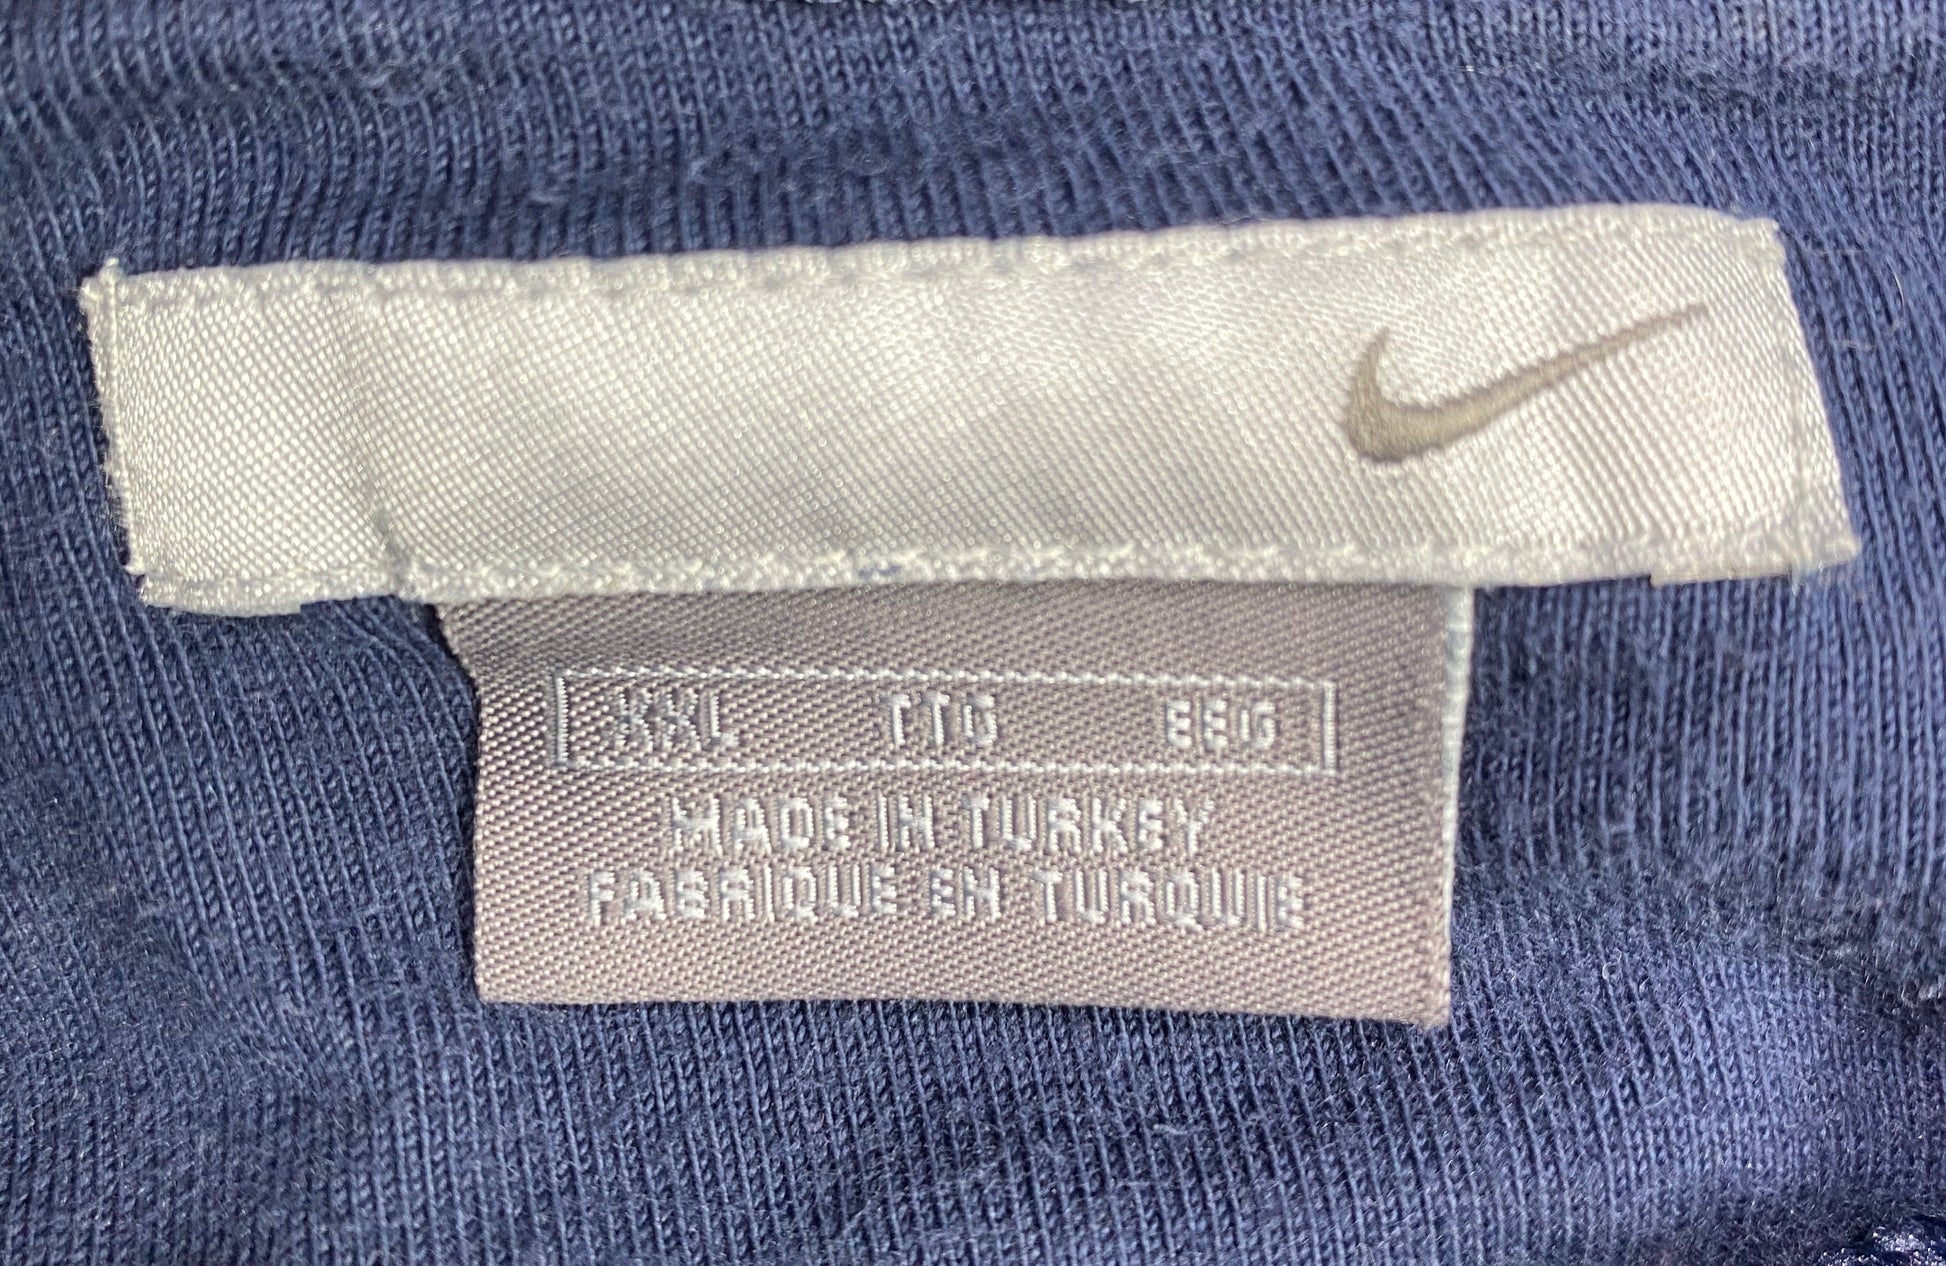 XXL TTG EEG
MADE IN TURKEY
FABRIQUE EN TURQUIE